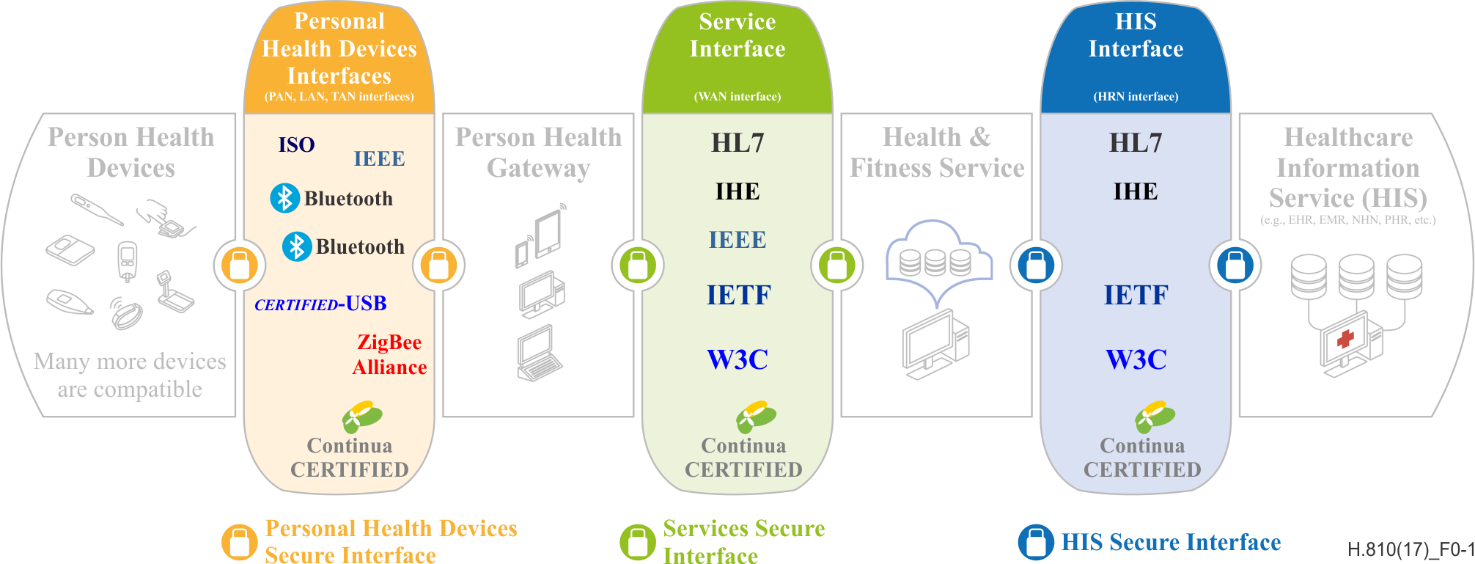 Personal
Health Devices
Interfaces
(PAN, LAN, TAN interfaces)
Service
Interface
(WAN interface)
HIS
Interface
(HRN interface)
Person Health
Devices
Many more devices
are compatible
ISO
IEEE
Bluetooth
Bluetooth
CERTIFIED-USB
ZigBee
Alliance
Continua
CERTIFIED
Person Health
Gateway
HL7
IHE
IEEE
IETF
W3C
Continua
CERTIFIED
Health &
Fitness Service
HL7
IHE
IETF
W3C
Continua
CERTIFIED
Healthcare
Information
Service (HIS)
(e.g., EHR, EMR, NHN, PHR, etc.)
Personal Health Devices
Secure Interface
Services Secure
Interface
HIS Secure Interface
H.810(17)_F0-1